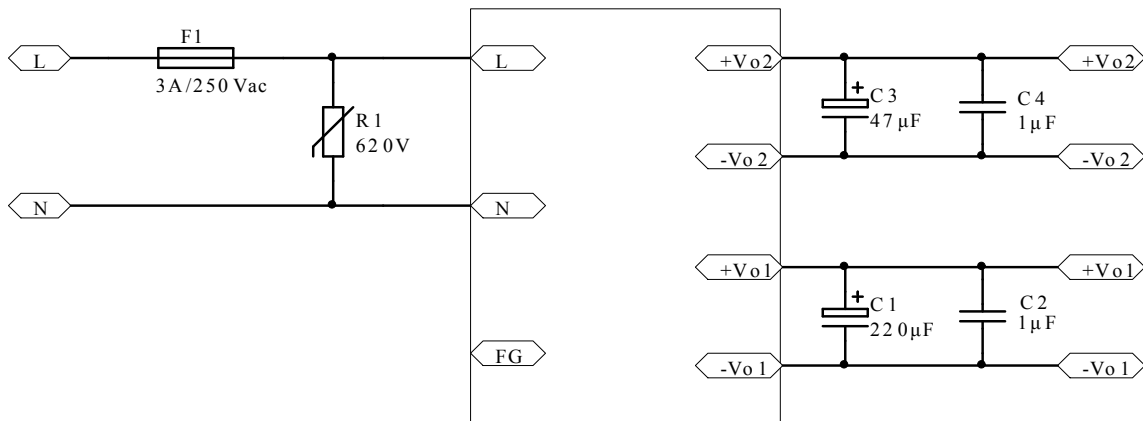 F1
L
3A/250Vac
L
R1
620V
N
N
FG
+Vo2
C3
47μF
C4
1μF
+Vo2
-Vo2
-Vo2
+Vo1
C1
220μF
C2
1μF
+Vo1
-Vo1
-Vo1